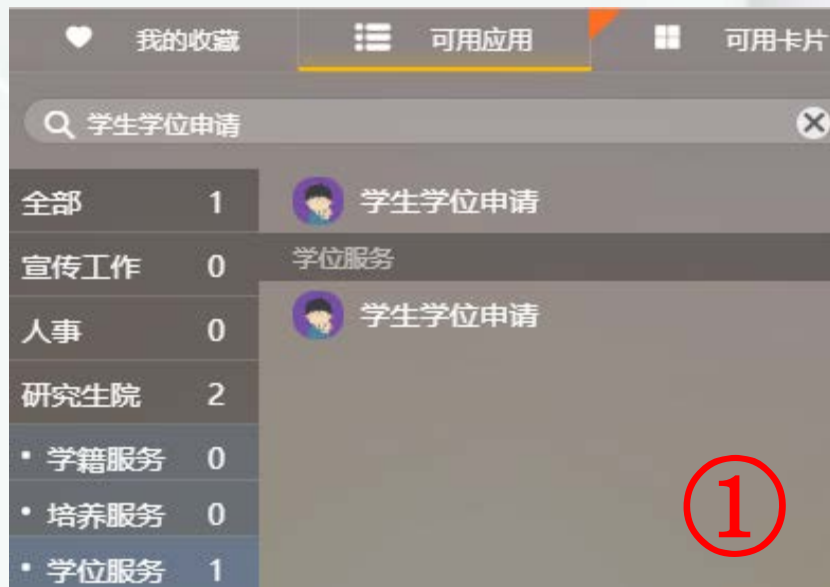 我的收藏 可用应用 可用卡片
学生学位申请
全部 1
学生学位申请
宣传工作 0
学位服务
人事 0
学生学位申请
研究生院 2
• 学籍服务 0
• 培养服务 0
• 学位服务 1
①